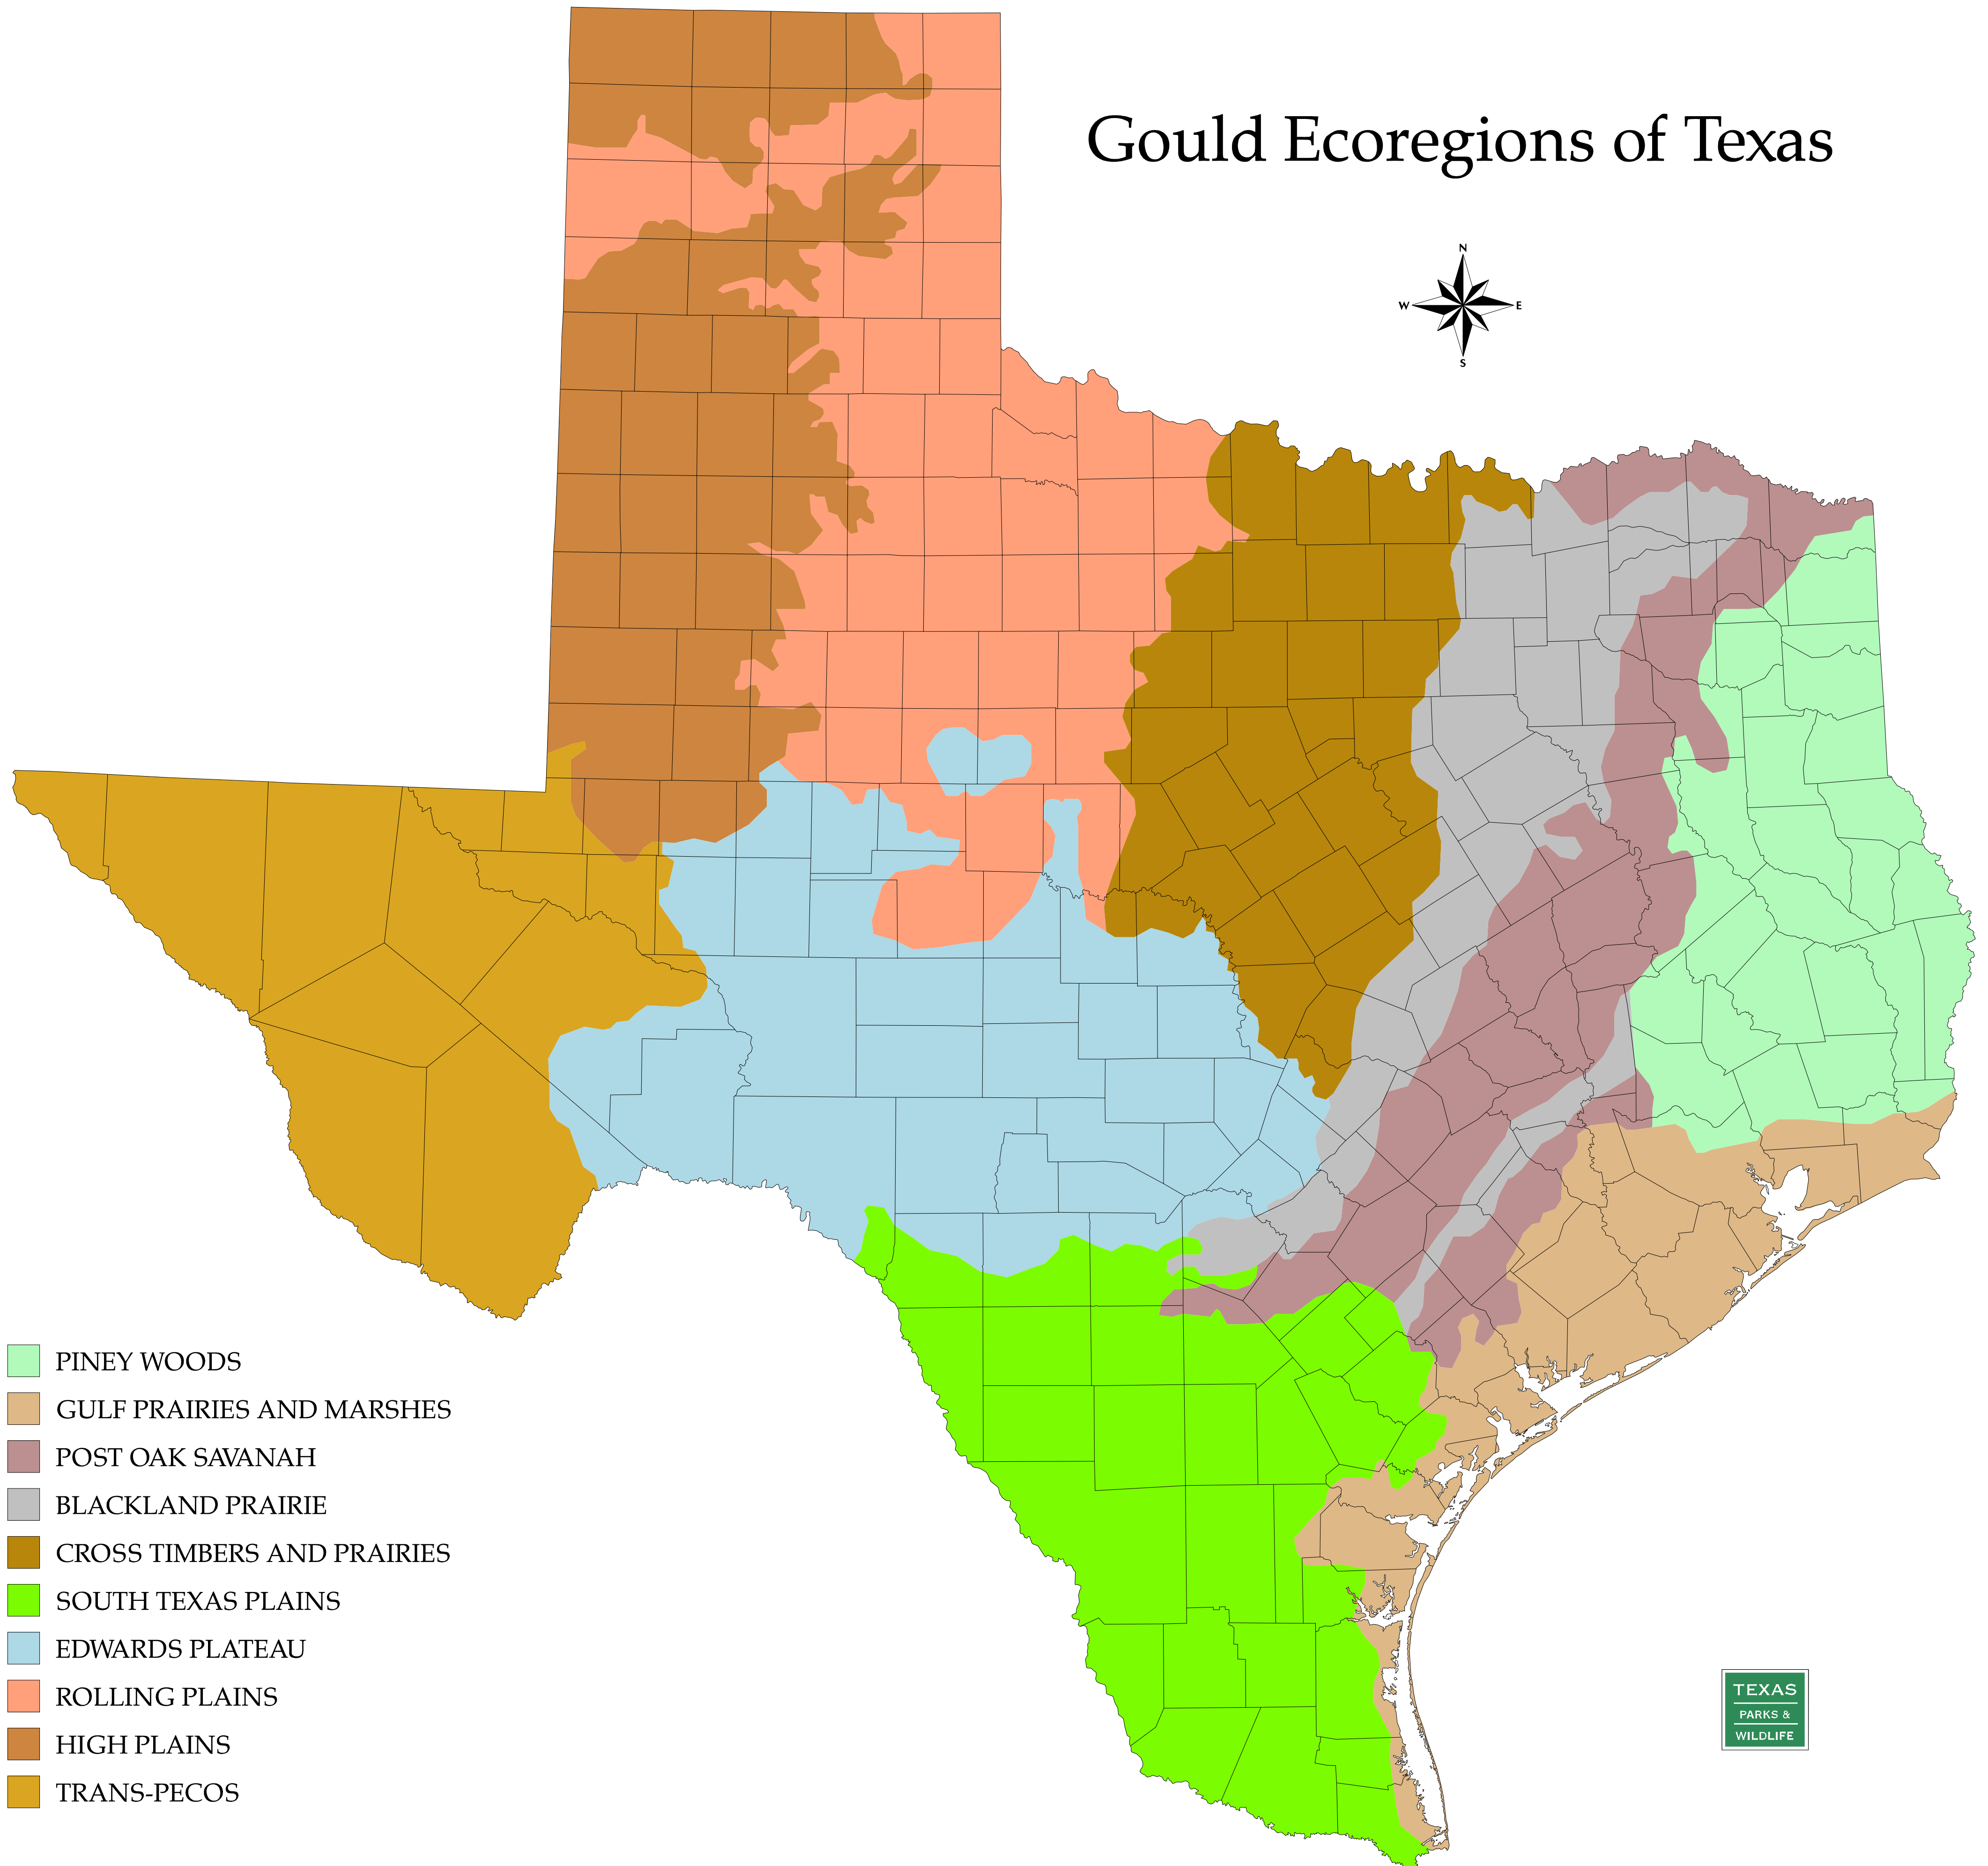 Gould Ecoregions of Texas
N
W E
S
PINEY WOODS
GULF PRAIRIES AND MARSHES
POST OAK SAVANAH
BLACKLAND PRAIRIE
CROSS TIMBERS AND PRAIRIES
SOUTH TEXAS PLAINS
EDWARDS PLATEAU
ROLLING PLAINS
HIGH PLAINS
TRANS-PECOS
TEXAS
PARKS &
WILDLIFE